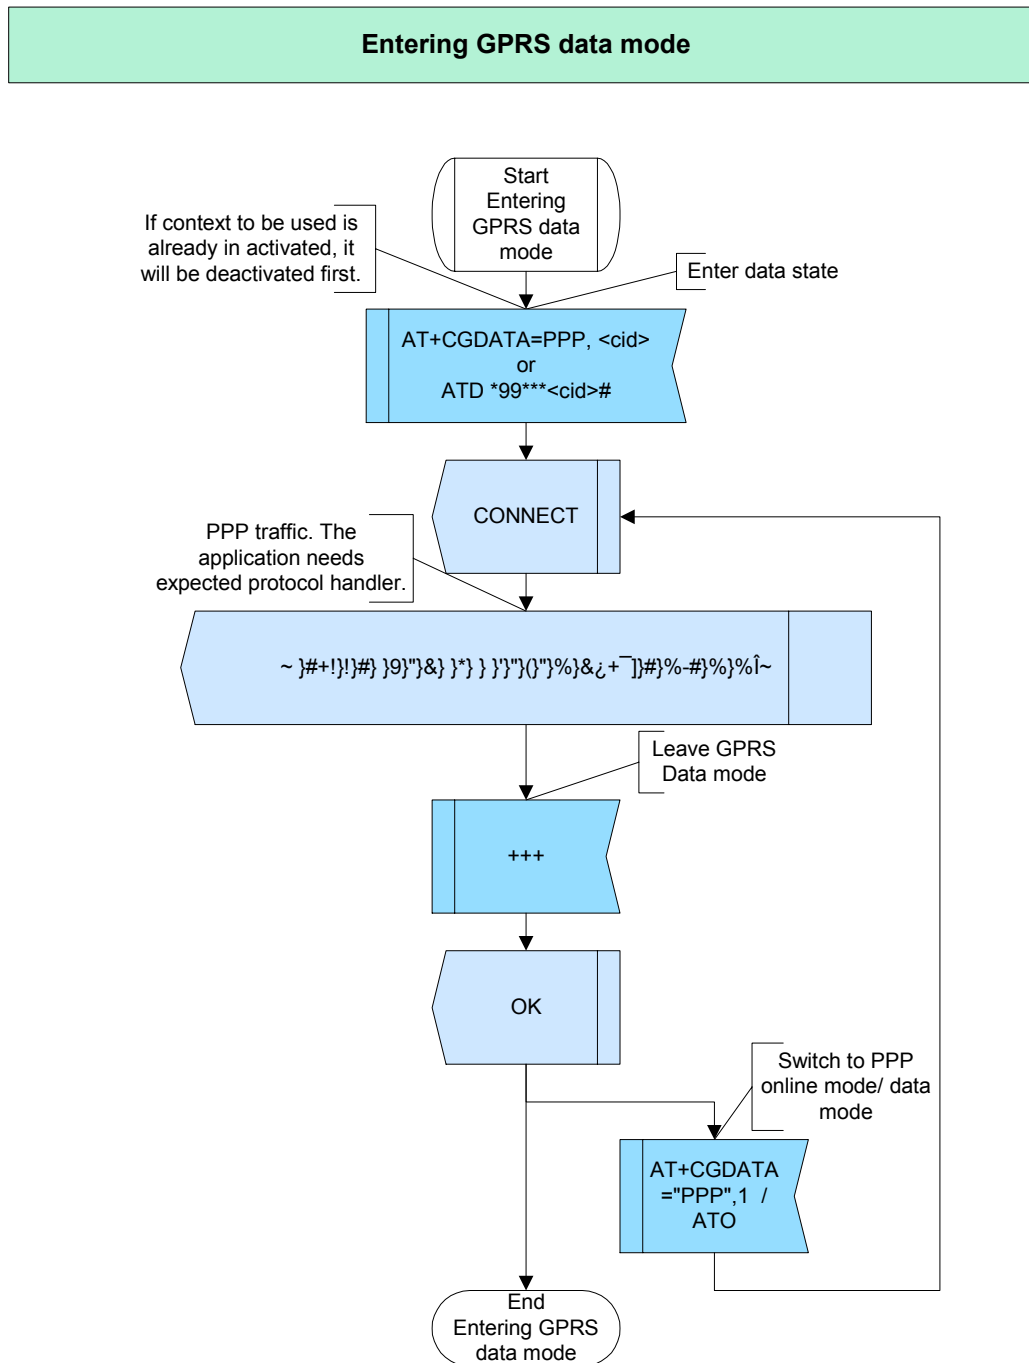 Entering GPRS data mode
Start
Entering
GPRS data
mode
If context to be used is
already in activated, it
will be deactivated first.
Enter data state
AT+CGDATA=PPP, <cid>
or
ATD *99***<cid>#
CONNECT
PPP traffic. The
application needs
expected protocol handler.
~ }#+!}!}#} }9}"}&} }*} } }'}"}(}"}%}&¿+¯]}#}%-#}%}%Î~
Leave GPRS
Data mode
+++
OK
Switch to PPP
online mode/ data
mode
AT+CGDATA
="PPP",1 /
ATO
End
Entering GPRS
data mode